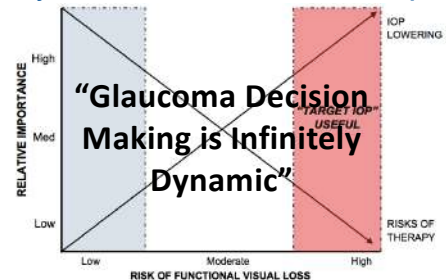 IOP
LOWERING
High
"Glaucoma Decision
"TARGET IOP"
USEFUL
Making is Infinitely
Med
Dynamic"
RELATIVE IMPORTANCE
Low
RISKS OF
THERAPY
Low
Moderate
High
RISK OF FUNCTIONAL VISUAL LOSS